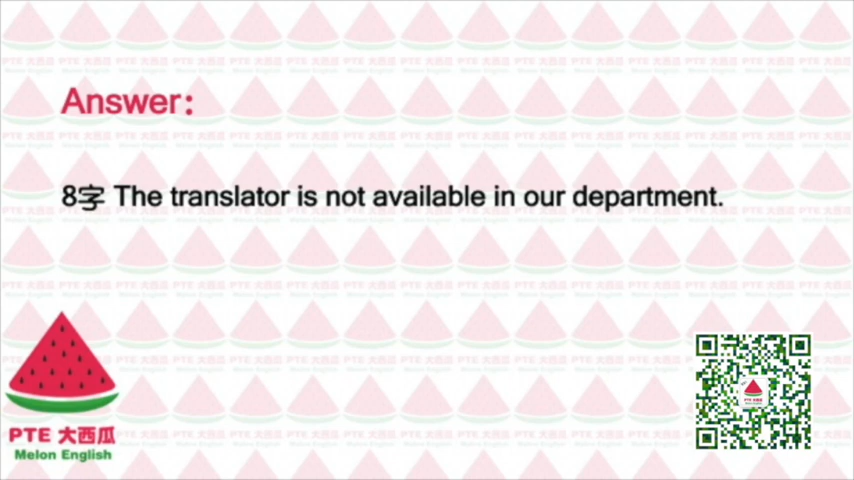 Answer:
8字 The translator is not available in our department.
PTE 大西瓜
Melon English